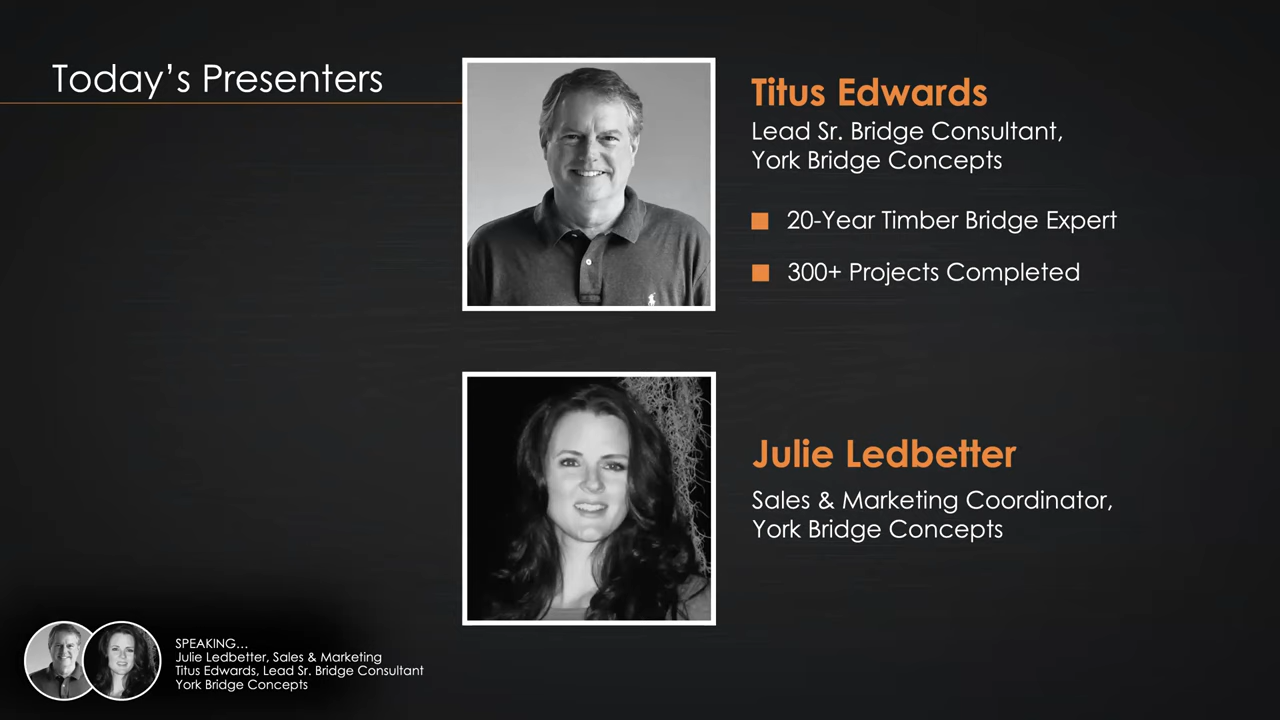 Today's Presenters
Titus Edwards
Lead Sr. Bridge Consultant,
York Bridge Concepts
20-Year Timber Bridge Expert
300+ Projects Completed
Julie Ledbetter
Sales & Marketing Coordinator,
York Bridge Concepts
SPEAKING...
Julie Ledbetter, Sales & Marketing
Titus Edwards, Lead Sr. Bridge Consultant
York Bridge Concepts